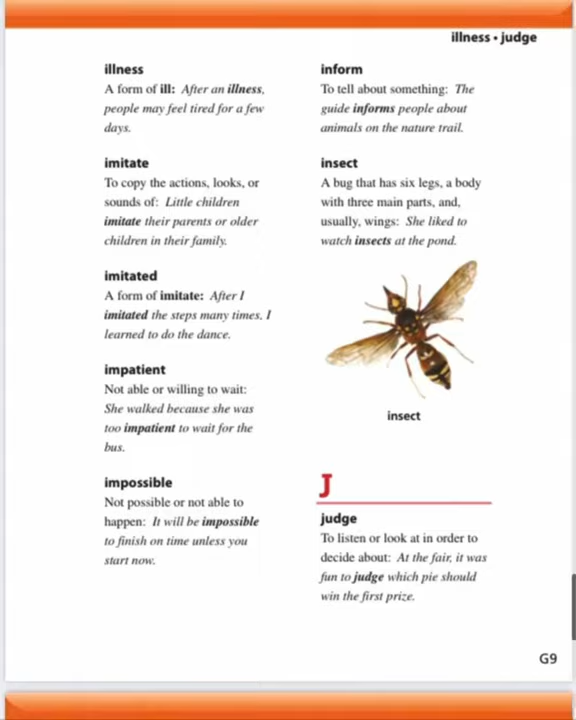 illness • judge
illness
A form of ill: After an illness,
people may feel tired for a few
days.
imitate
To copy the actions, looks, or
sounds of: Little children
imitate their parents or older
children in their family.
imitated
A form of imitate: After I
imitated the steps many times, I
learned to do the dance.
impatient
Not able or willing to wait:
She walked because she was
too impatient to wait for the
bus.
impossible
Not possible or not able to
happen: It will be impossible
to finish on time unless you
start now.
inform
To tell about something: The
guide informs people about
animals on the nature trail.
insect
A bug that has six legs, a body
with three main parts, and,
usually, wings: She liked to
watch insects at the pond.
insect
J
judge
To listen or look at in order to
decide about: At the fair, it was
fun to judge which pie should
win the first prize.
G9